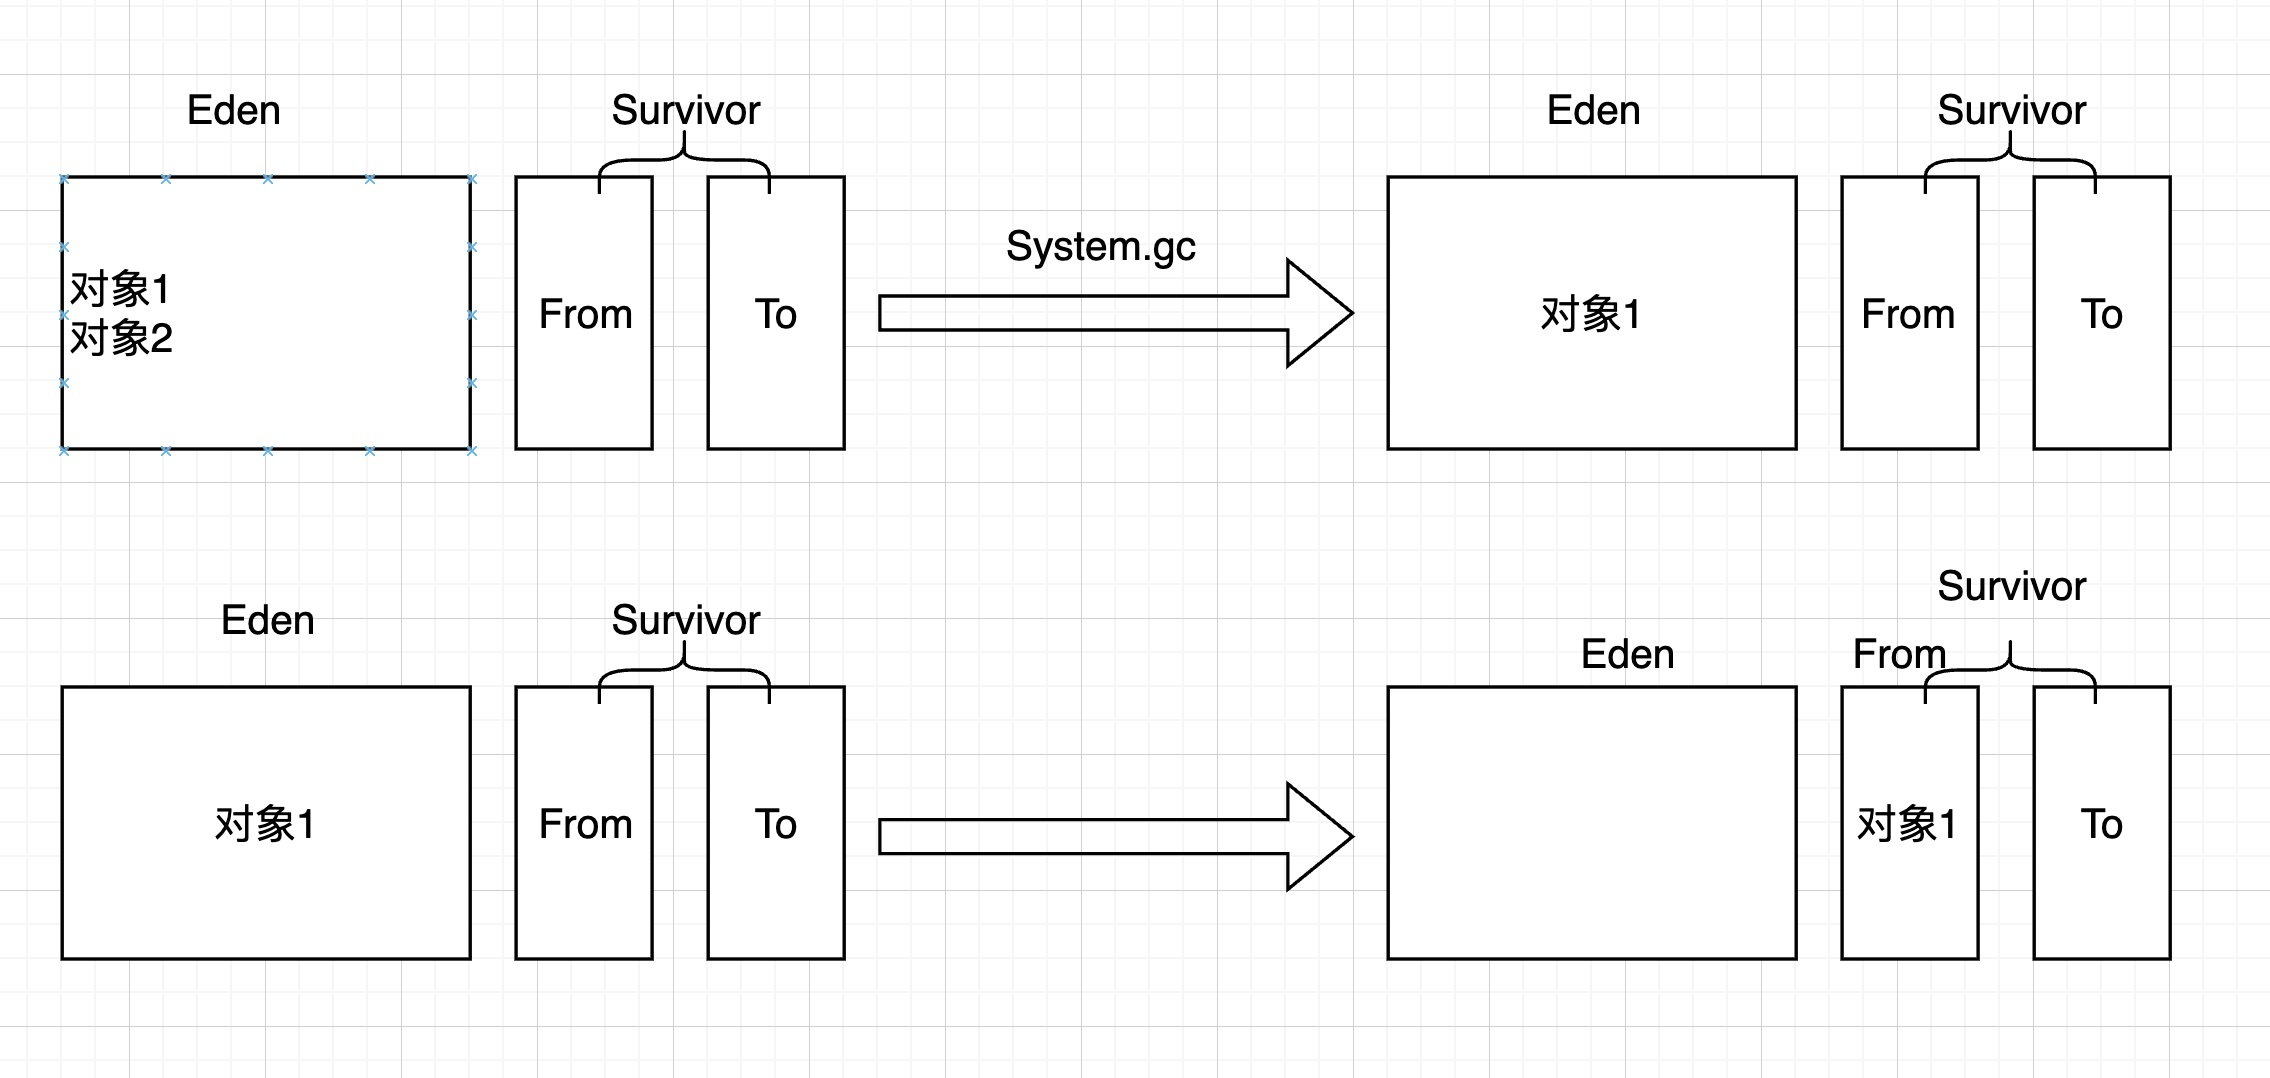 Eden
Survivor
对象1
对象2
From
To
System.gc
Eden
Survivor
对象1
From
To
Eden
Survivor
对象1
From
To
Survivor
Eden
From
对象1
To